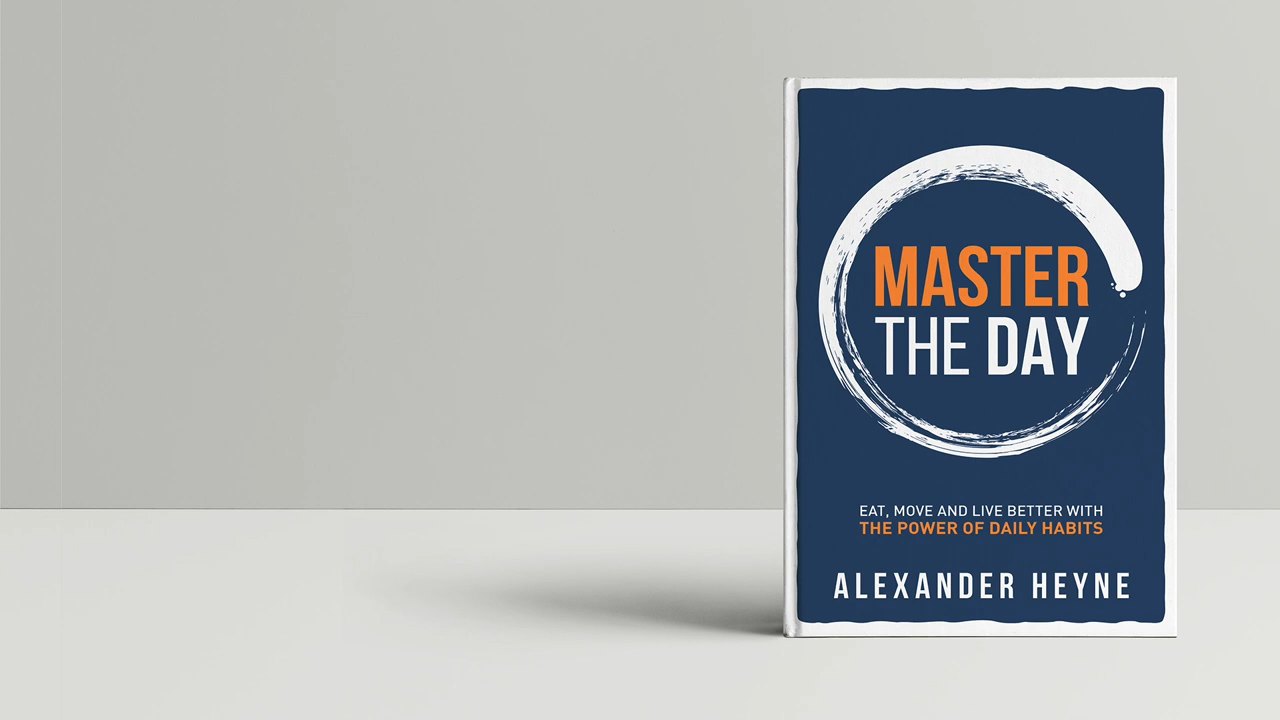 MASTER
THE DAY
EAT, MOVE AND LIVE BETTER WITH
THE POWER OF DAILY HABITS
ALEXANDER HEYNE